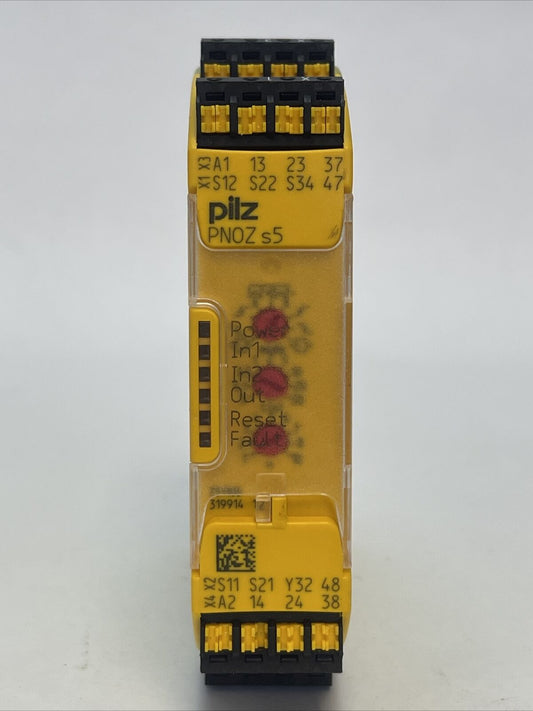 X3 A1 13 23 37
X1 S12 S22 S34 47
pilz
PNOZ s5
Power
In1
In2
Out
Reset
Fault
319914
X2 S11 S21 Y32 48
X4 A2 14 24 38